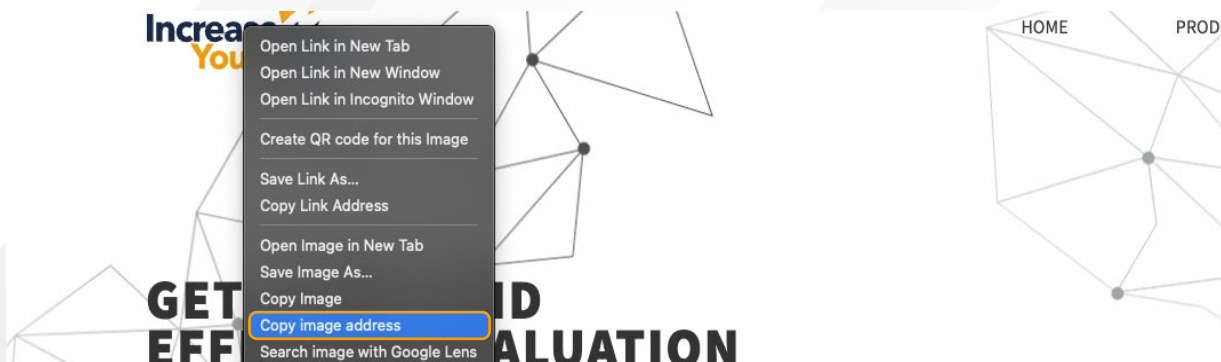 Increase
You
HOME PROD
Open Link in New Tab
Open Link in New Window
Open Link in Incognito Window
Create QR code for this Image
Save Link As...
Copy Link Address
Open Image in New Tab
Save Image As...
Copy Image
Copy image address
Search image with Google Lens
GET ID
EFF ALUATION